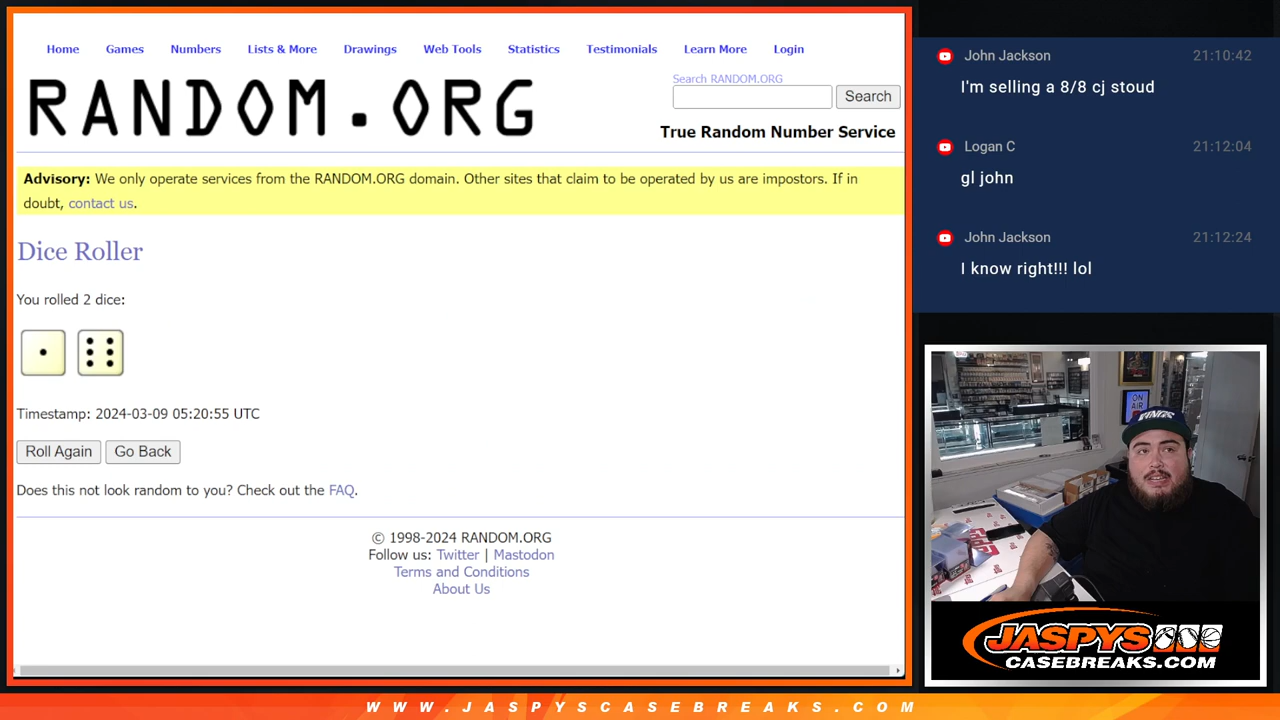 Home Games Numbers Lists & More Drawings Web Tools Statistics Testimonials Learn More Login
RANDOM.ORG
Search RANDOM.ORG
Search
True Random Number Service
Advisory: We only operate services from the RANDOM.ORG domain. Other sites that claim to be operated by us are impostors. If in
doubt, contact us.
Dice Roller
You rolled 2 dice:
Timestamp: 2024-03-09 05:20:55 UTC
Roll Again Go Back
Does this not look random to you? Check out the FAQ.
© 1998-2024 RANDOM.ORG
Follow us: Twitter | Mastodon
Terms and Conditions
About Us
John Jackson 21:10:42
I'm selling a 8/8 cj stoud
Logan C 21:12:04
gl john
John Jackson 21:12:24
I know right!!! lol
ON
AIR
KINGS
JASPYS
CASEBREAKS.COM
WWW.JASPYSCASEBREAKS.COM